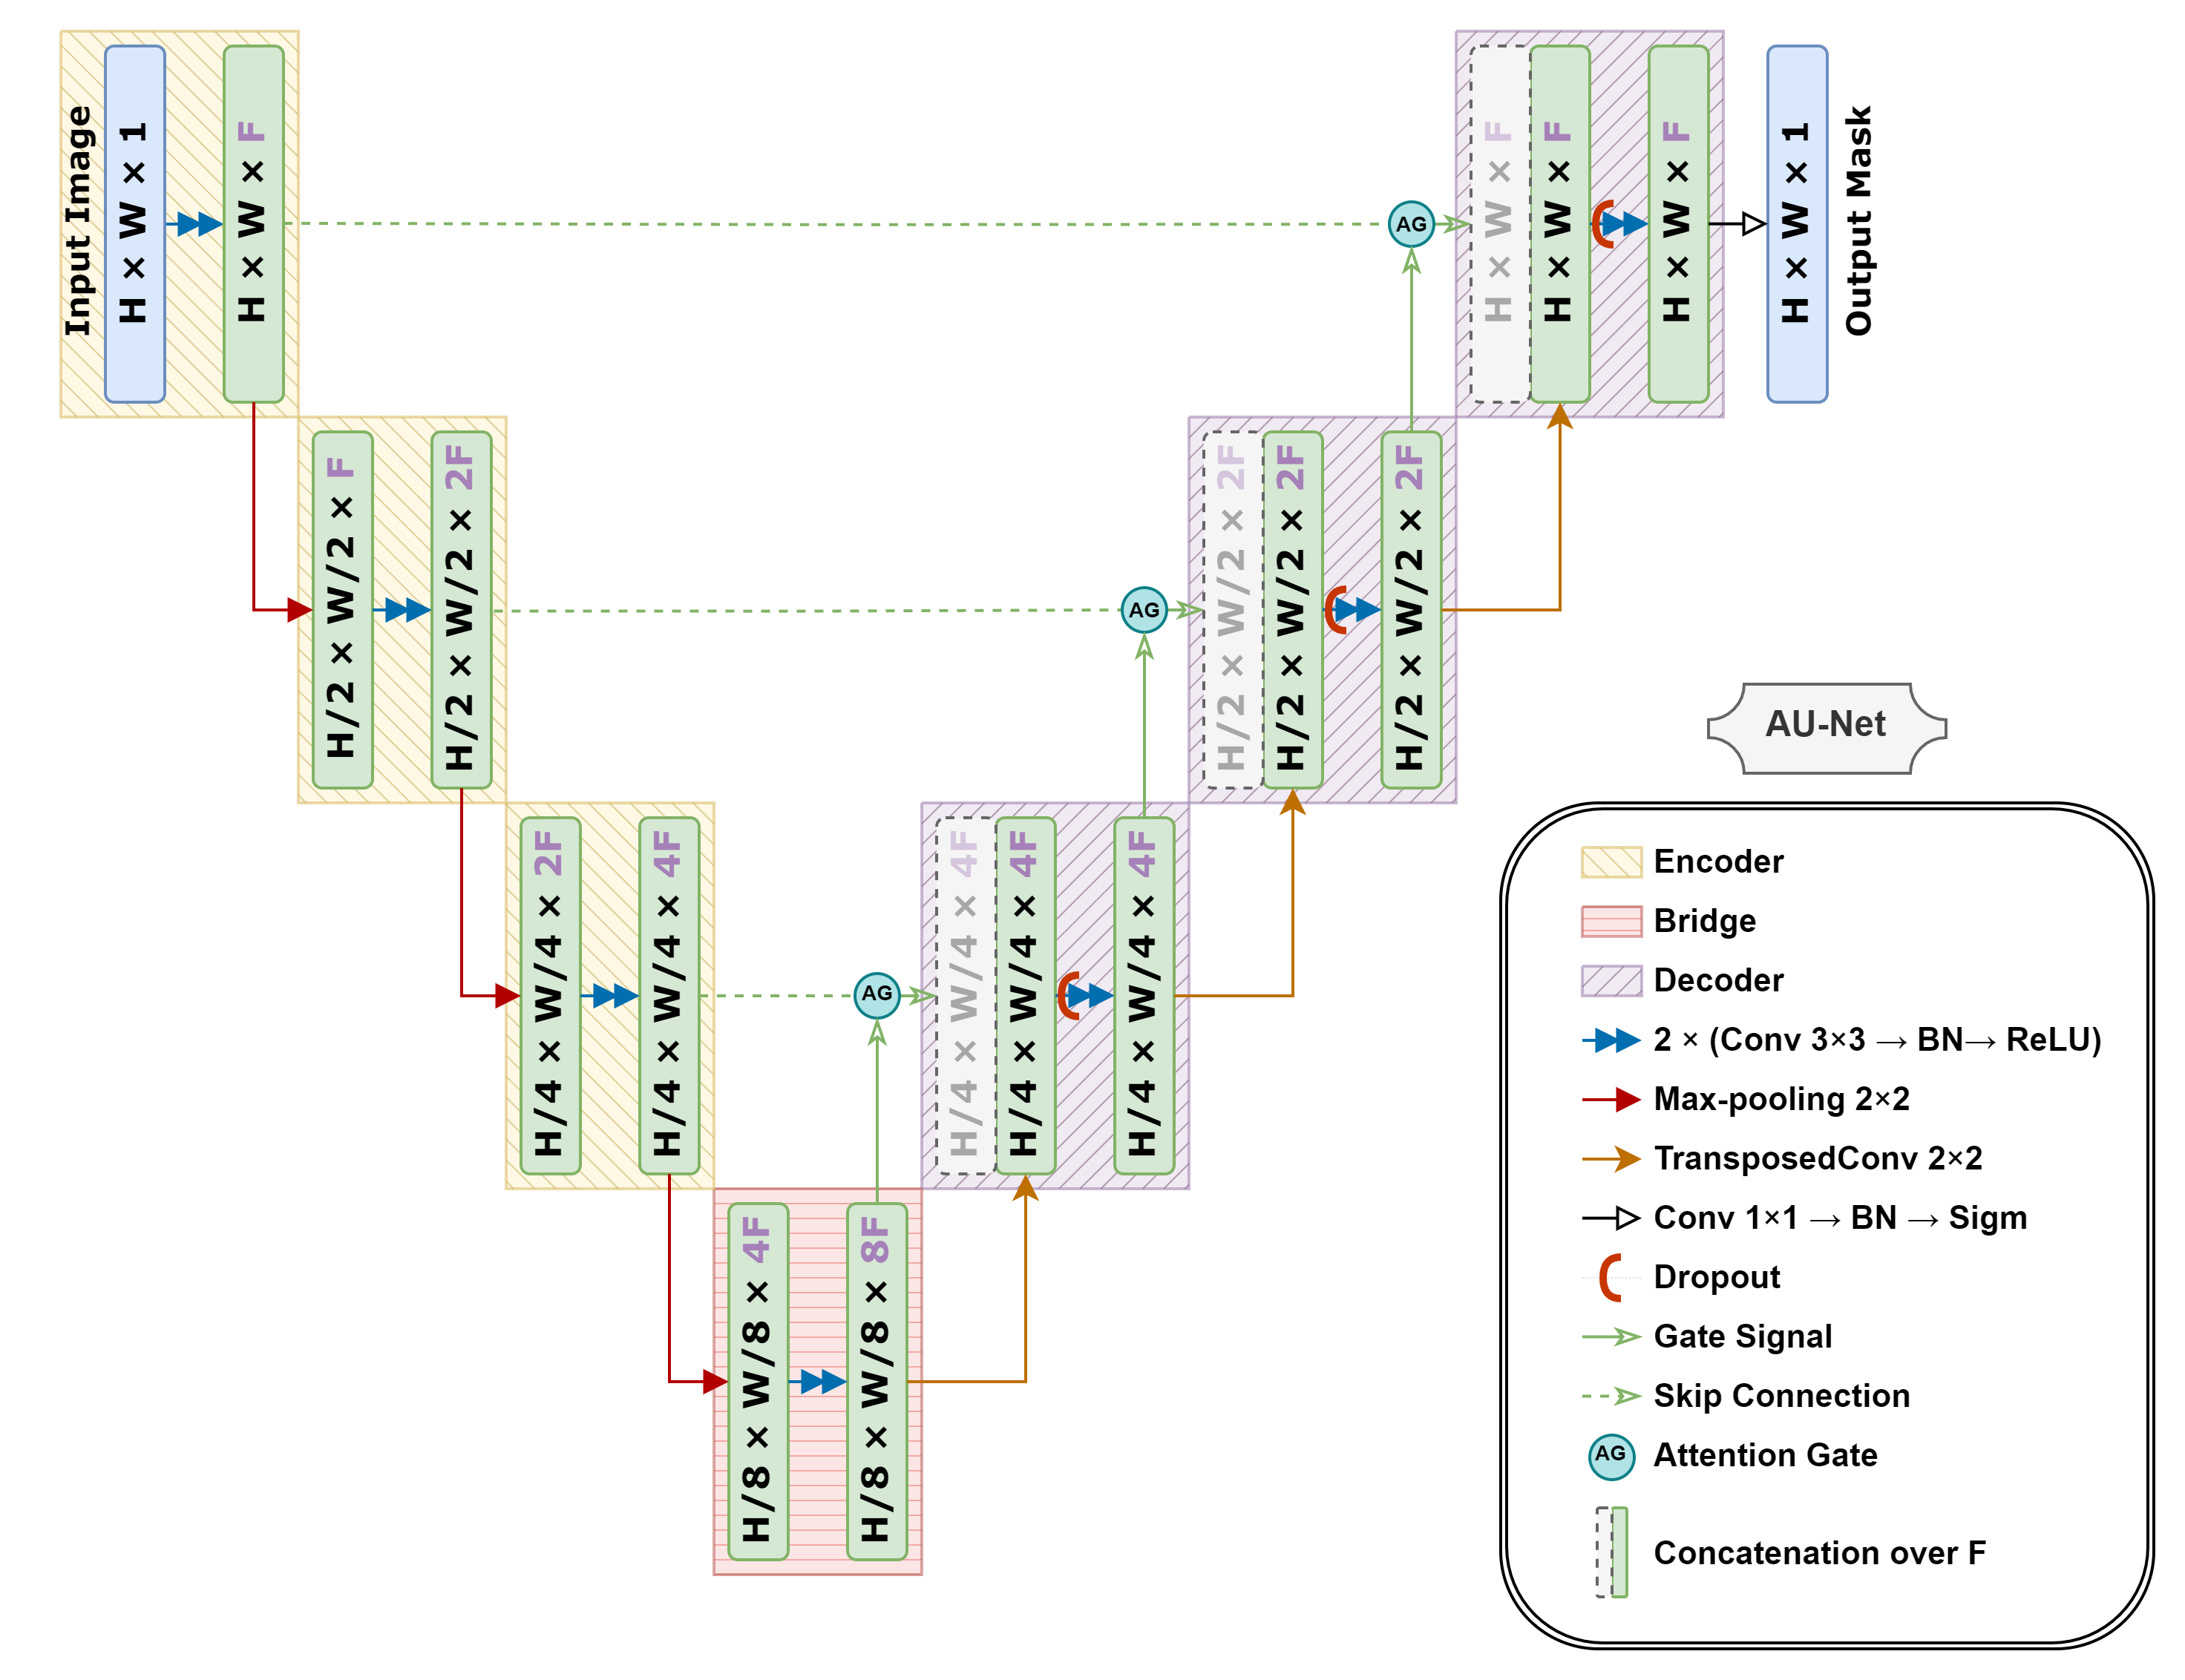 Input Image
H × W × 1
H × W × F
AG
H × W × F
H × W × F
H × W × F
H × W × 1
Output Mask
H/2 × W/2 × F
H/2 × W/2 × 2F
AG
H/2 × W/2 × 2F
H/2 × W/2 × 2F
H/2 × W/2 × 2F
H/4 × W/4 × 2F
H/4 × W/4 × 4F
AG
H/4 × W/4 × 4F
H/4 × W/4 × 4F
H/4 × W/4 × 4F
H/8 × W/8 × 4F
H/8 × W/8 × 8F
AU-Net
Encoder
Bridge
Decoder
2 × (Conv 3×3 → BN→ ReLU)
Max-pooling 2×2
TransposedConv 2×2
Conv 1×1 → BN → Sigm
Dropout
Gate Signal
Skip Connection
AG Attention Gate
Concatenation over F